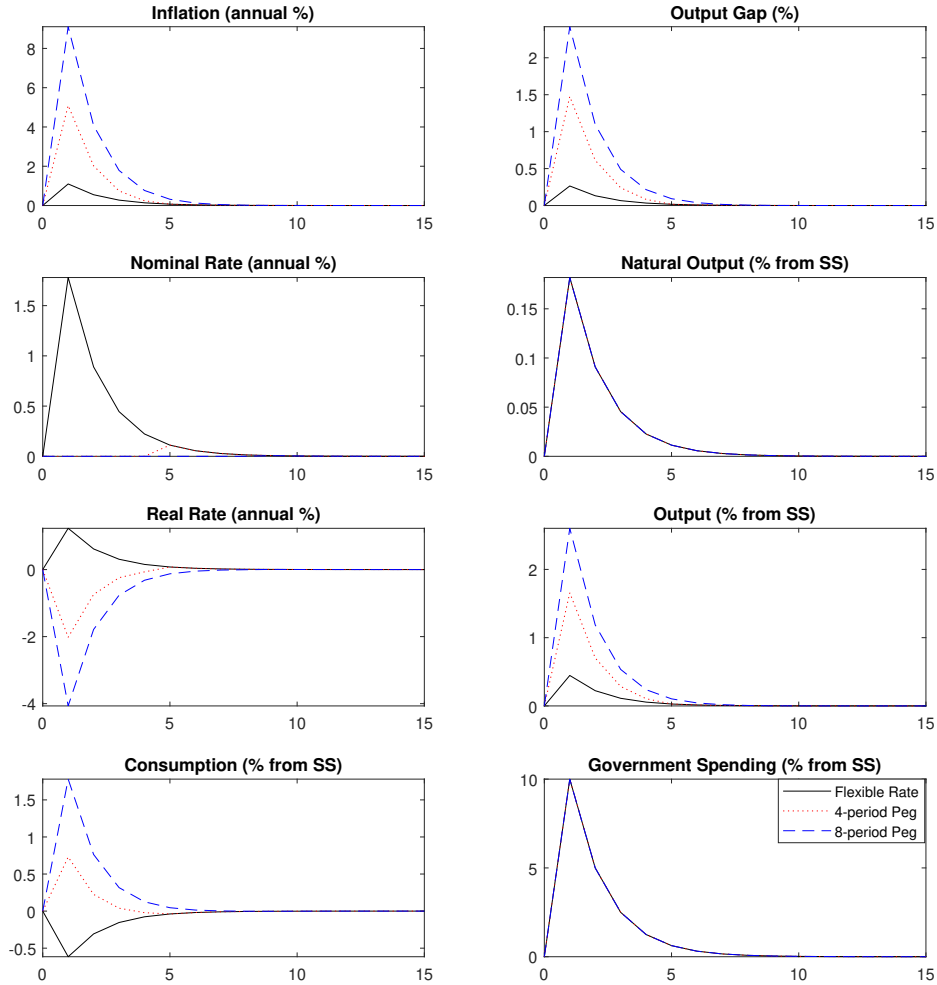 Inflation (annual %)
8
6
4
2
0
0 5 10 15
Output Gap (%)
2
1.5
1
0.5
0
0 5 10 15
Nominal Rate (annual %)
1.5
1
0.5
0
0 5 10 15
Natural Output (% from SS)
0.15
0.1
0.05
0
0 5 10 15
Real Rate (annual %)
0
-2
-4
0 5 10 15
Output (% from SS)
2
1
0
0 5 10 15
Consumption (% from SS)
1.5
1
0.5
0
-0.5
0 5 10 15
Government Spending (% from SS)
10
5
0
0 5 10 15
Flexible Rate
4-period Peg
8-period Peg